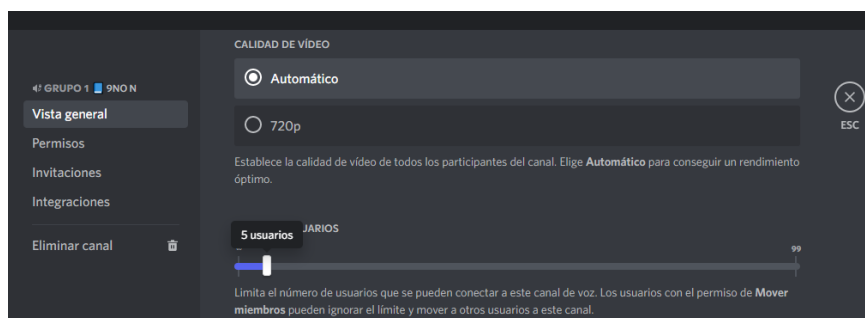 CALIDAD DE VÍDEO
Automático
GRUPO 1 📘 9NO N
Vista general
720p
ESC
Permisos
Establece la calidad de vídeo de todos los participantes del canal. Elige Automático para conseguir un rendimiento
óptimo.
Invitaciones
Integraciones
5 usuarios
Eliminar canal
99
Limita el número de usuarios que se pueden conectar a este canal de voz. Los usuarios con el permiso de Mover
miembros pueden ignorar el límite y mover a otros usuarios a este canal.